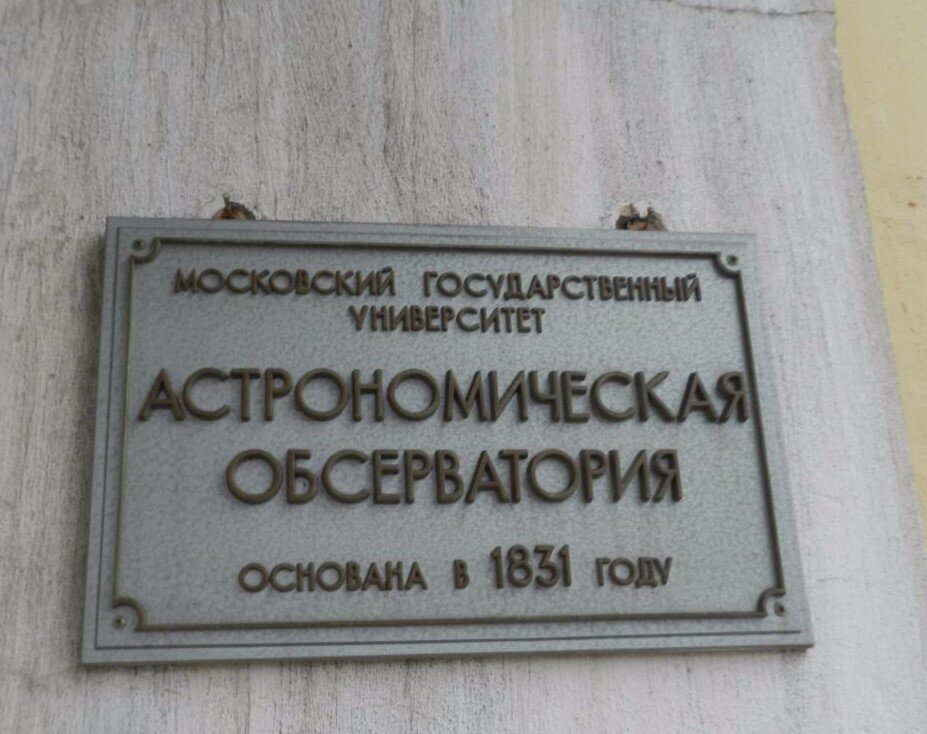 МОСКОВСКИЙ ГОСУДАРСТВЕННЫЙ
УНИВЕРСИТЕТ
АСТРОНОМИЧЕСКАЯ
ОБСЕРВАТОРИЯ
ОСНОВАНА В 1831 ГОДУ